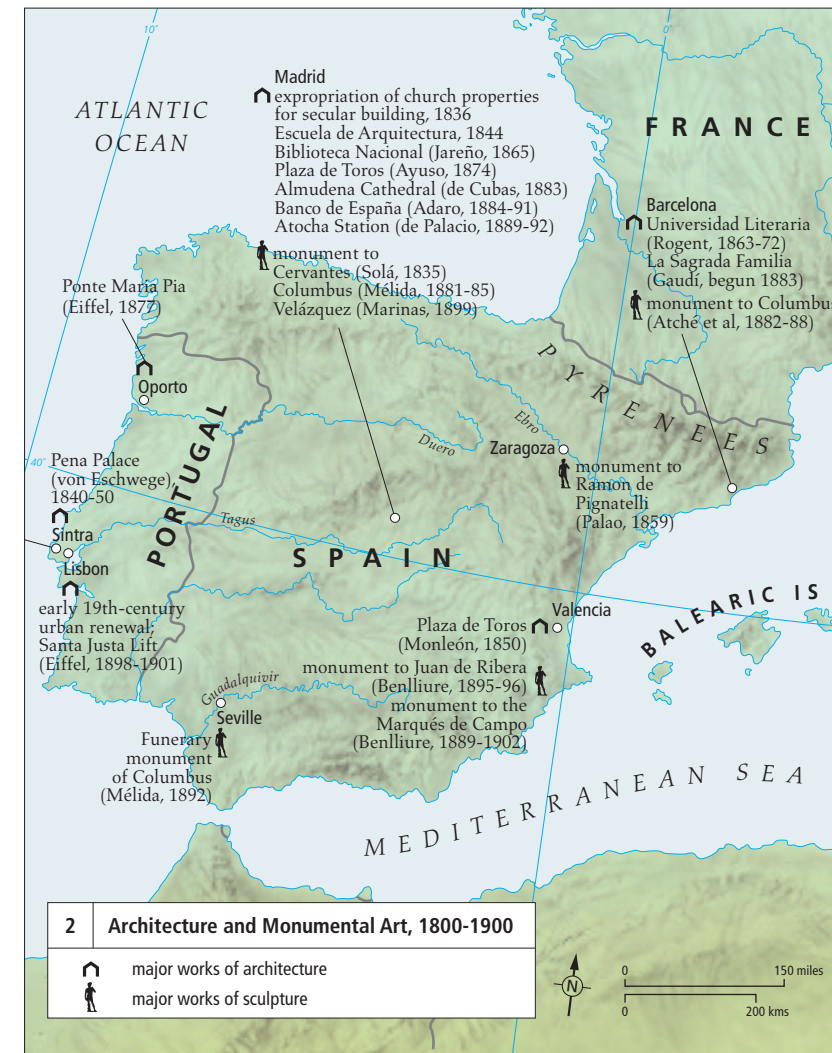 10°
0°
ATLANTIC
OCEAN
Madrid
expropriation of church properties
for secular building, 1836
Escuela de Arquitectura, 1844
Biblioteca Nacional (Jareño, 1865)
Plaza de Toros (Ayuso, 1874)
Almudena Cathedral (de Cubas, 1883)
Banco de España (Adaro, 1884-91)
Atocha Station (de Palacio, 1889-92)
monument to
Cervantes (Solá, 1835)
Columbus (Mélida, 1881-85)
Velázquez (Marinas, 1899)
FRANCE
Barcelona
Universidad Literaria
(Rogent, 1863-72)
La Sagrada Familia
(Gaudí, begun 1883)
monument to Columbus
(Atché et al, 1882-88)
Ponte Maria Pia
(Eiffel, 1877)
Oporto
PYRENEES
Ebro
Duero
Zaragoza
monument to
Ramon de
Pignatelli
(Palao, 1859)
40°
Pena Palace
(von Eschwege),
1840-50
Sintra
Lisbon
early 19th-century
urban renewal;
Santa Justa Lift
(Eiffel, 1898-1901)
PORTUGAL
Tagus
SPAIN
Valencia
Plaza de Toros
(Monleón, 1850)
monument to Juan de Ribera
(Benlliure, 1895-96)
monument to the
Marqués de Campo
(Benlliure, 1889-1902)
BALEARIC IS
Guadalquivir
Seville
Funerary
monument
of Columbus
(Mélida, 1892)
MEDITERRANEAN SEA
2 Architecture and Monumental Art, 1800-1900
major works of architecture
major works of sculpture
N
0 150 miles
0 200 kms